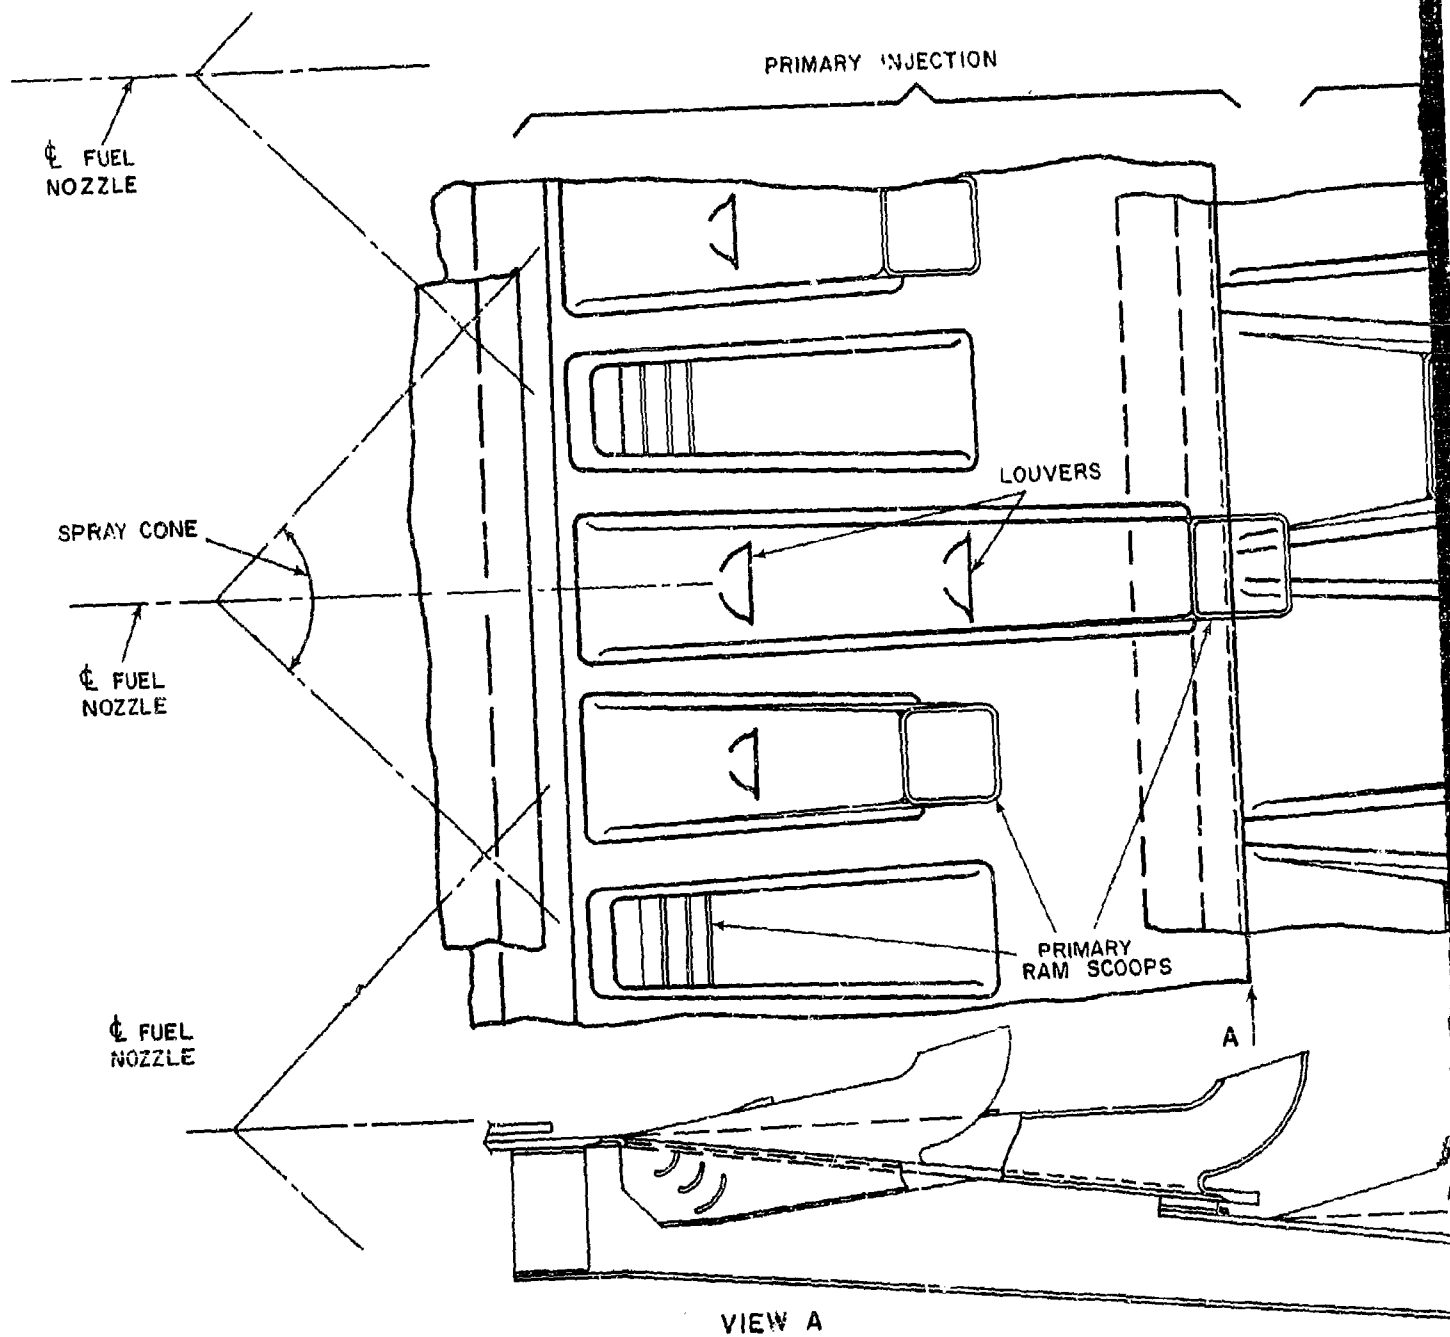 PRIMARY INJECTION
℄ FUEL
NOZZLE
LOUVERS
SPRAY CONE
℄ FUEL
NOZZLE
PRIMARY
RAM SCOOPS
℄ FUEL
NOZZLE
A
VIEW A